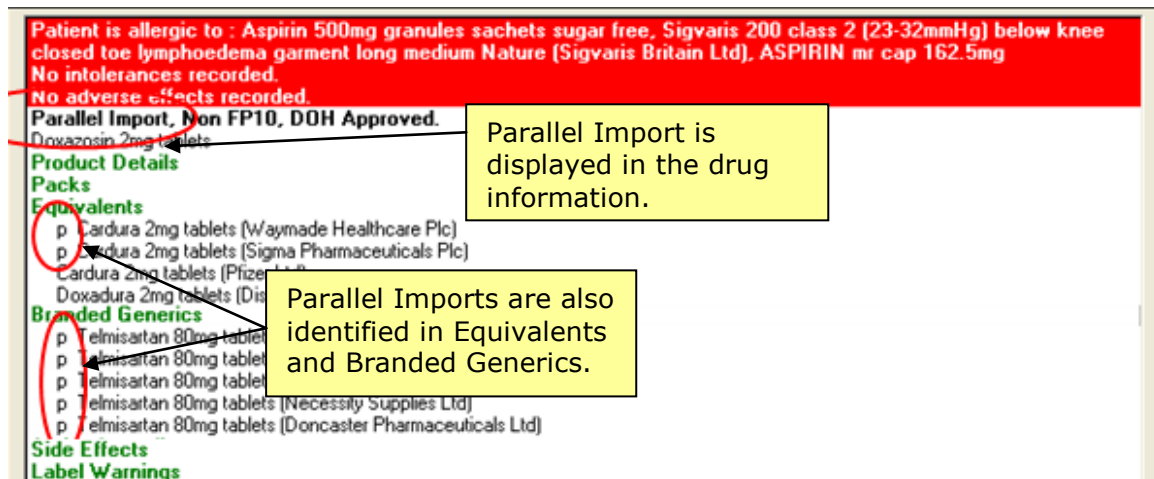 Patient is allergic to : Aspirin 500mg granules sachets sugar free, Sigvaris 200 class 2 (23-32mmHg) below knee
closed toe lymphoedema garment long medium Nature (Sigvaris Britain Ltd), ASPIRIN mr cap 162.5mg
No intolerances recorded.
No adverse effects recorded.
Parallel Import, Non FP10, DOH Approved.
Doxazosin 2mg tablets
Parallel Import is
displayed in the drug
information.
Product Details
Packs
Equivalents
p Cardura 2mg tablets (Waymade Healthcare Plc)
p Cardura 2mg tablets (Sigma Pharmaceuticals Plc)
Cardura 2mg tablets (Pfizer Ltd)
Doxadura 2mg tablets (Dis
Parallel Imports are also
identified in Equivalents
and Branded Generics.
Branded Generics
p Telmisartan 80mg tablet
p Telmisartan 80mg tablet
p Telmisartan 80mg tablet
p Telmisartan 80mg tablets (Necessity Supplies Ltd)
p Telmisartan 80mg tablets (Doncaster Pharmaceuticals Ltd)
Side Effects
Label Warnings